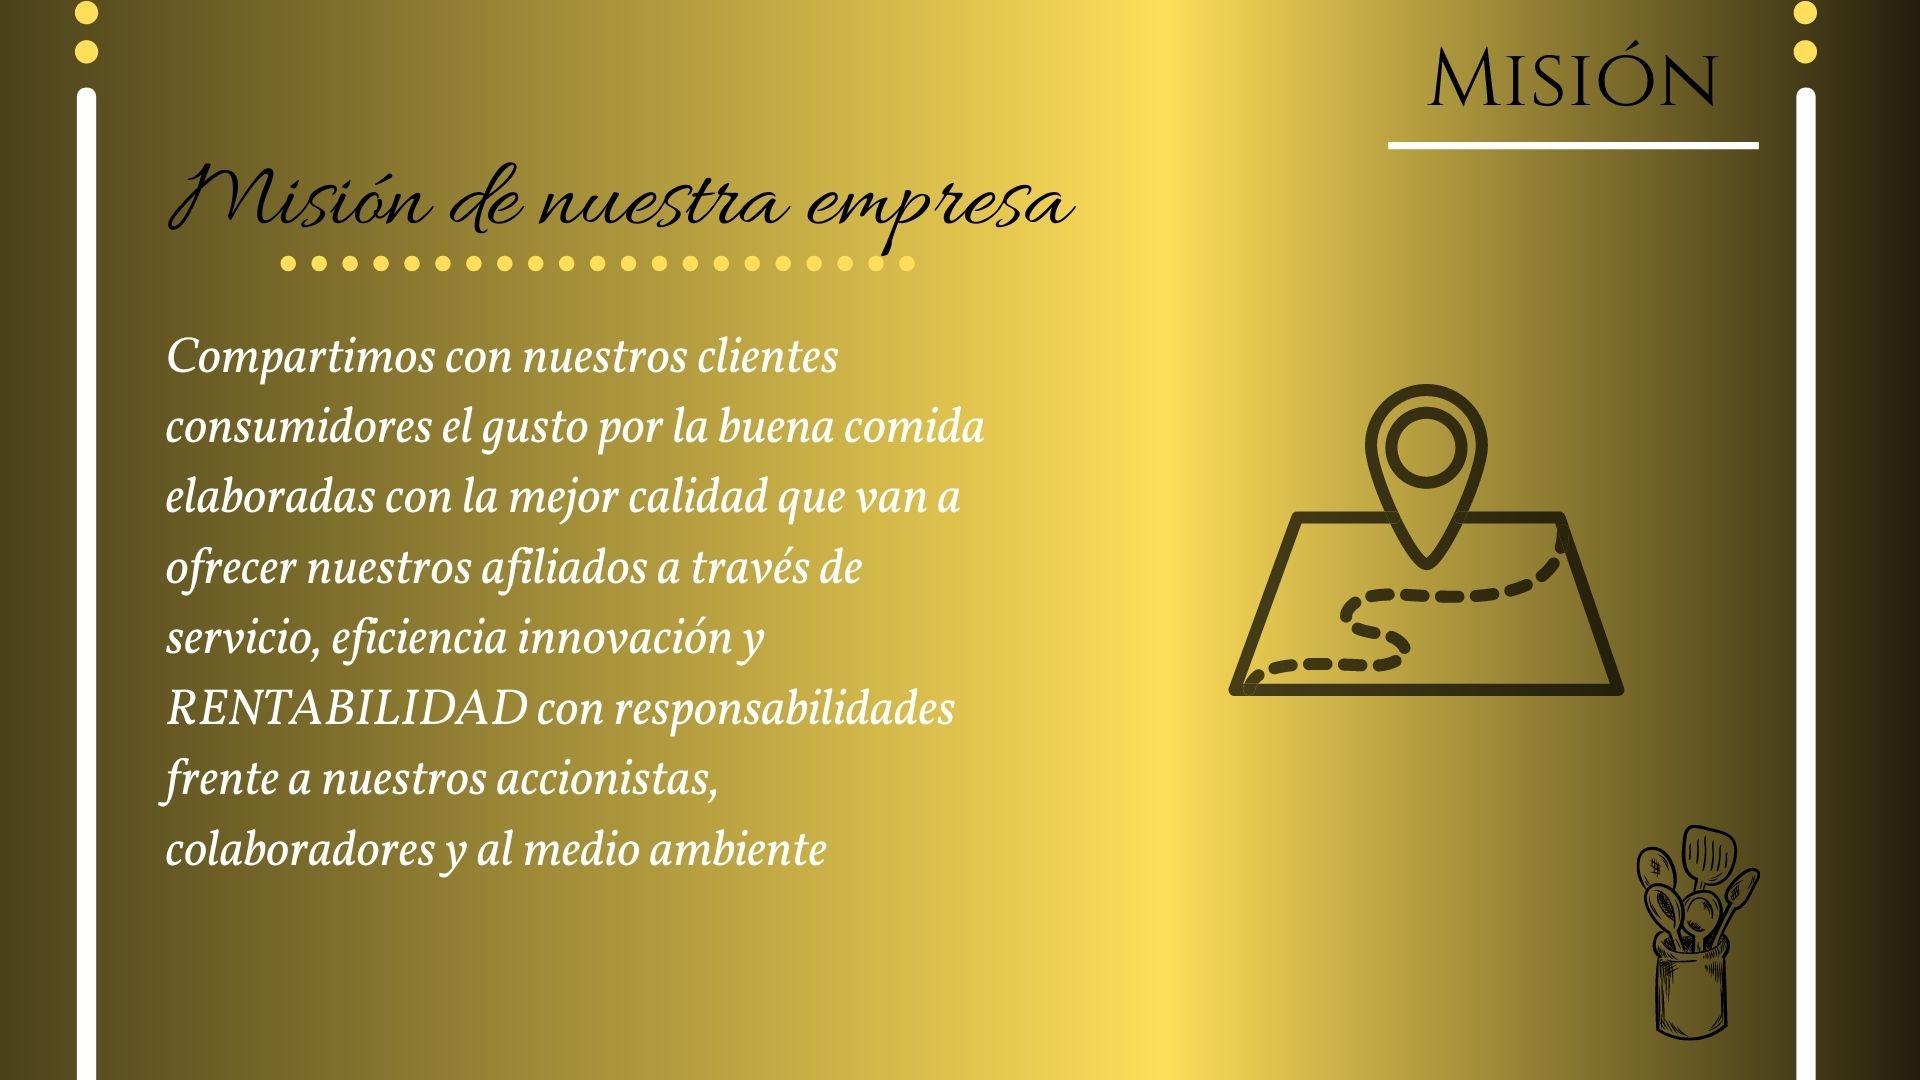 Misión
Misión de nuestra empresa
Compartimos con nuestros clientes
consumidores el gusto por la buena comida
elaboradas con la mejor calidad que van a
ofrecer nuestros afiliados a través de
servicio, eficiencia innovación y
RENTABILIDAD con responsabilidades
frente a nuestros accionistas,
colaboradores y al medio ambiente